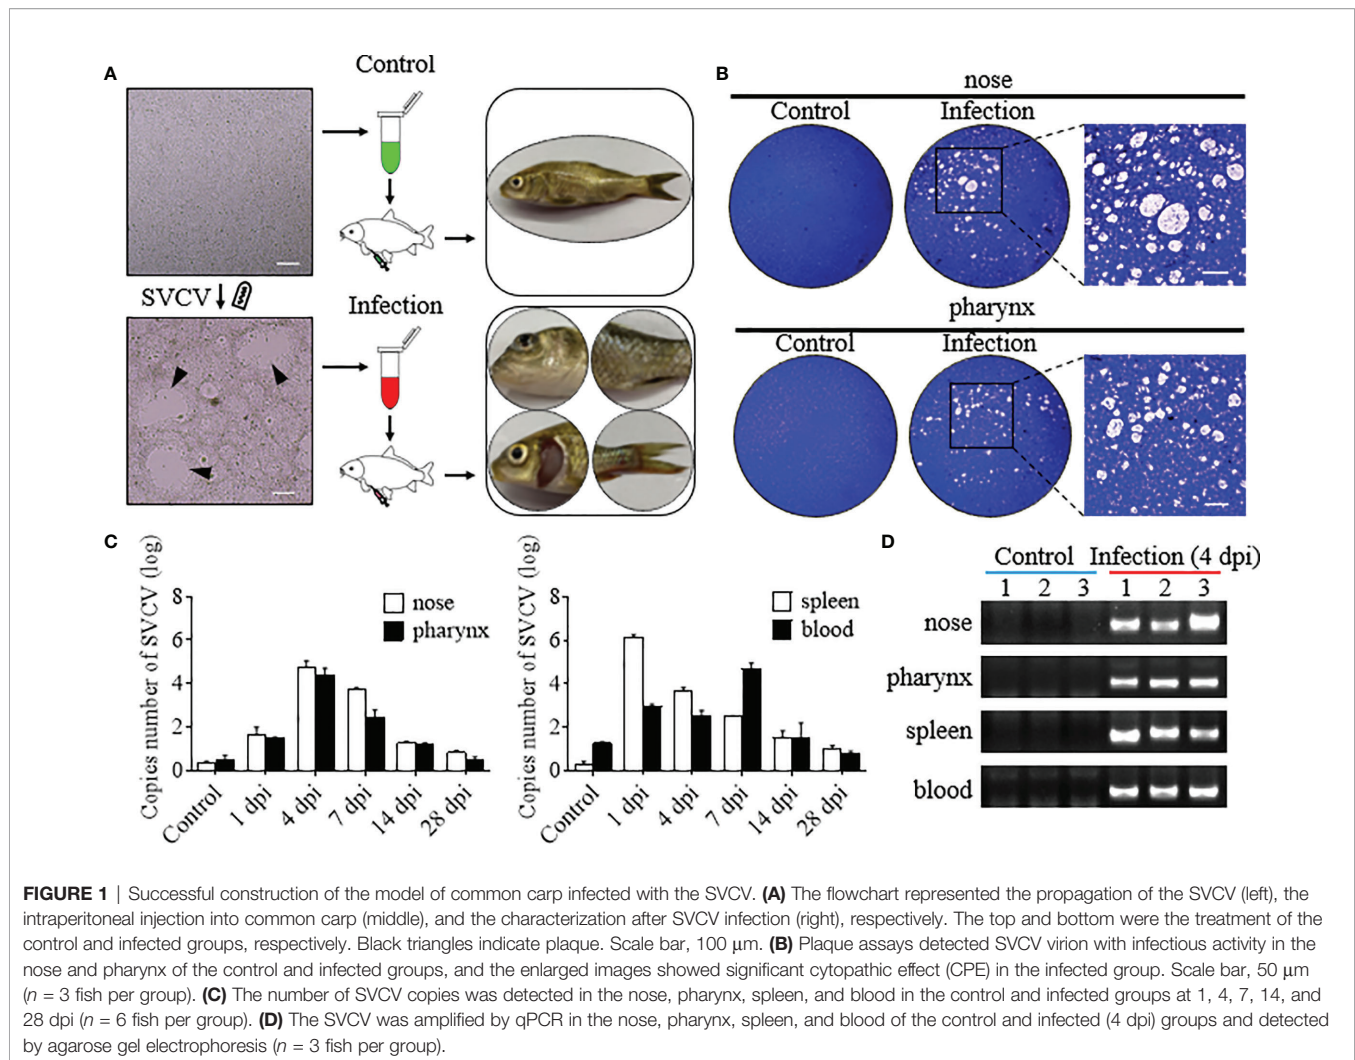 A
Control
SVCV
Infection
B
nose
Control
Infection
pharynx
Control
Infection
C
Copies number of SVCV (log)
8
6
4
2
0
nose
pharynx
Control
1 dpi
4 dpi
7 dpi
14 dpi
28 dpi
Copies number of SVCV (log)
8
6
4
2
0
spleen
blood
Control
1 dpi
4 dpi
7 dpi
14 dpi
28 dpi
D
Control Infection (4 dpi)
1 2 3 1 2 3
nose
pharynx
spleen
blood
FIGURE 1 | Successful construction of the model of common carp infected with the SVCV. (A) The flowchart represented the propagation of the SVCV (left), the
intraperitoneal injection into common carp (middle), and the characterization after SVCV infection (right), respectively. The top and bottom were the treatment of the
control and infected groups, respectively. Black triangles indicate plaque. Scale bar, 100 μm. (B) Plaque assays detected SVCV virion with infectious activity in the
nose and pharynx of the control and infected groups, and the enlarged images showed significant cytopathic effect (CPE) in the infected group. Scale bar, 50 μm
(n = 3 fish per group). (C) The number of SVCV copies was detected in the nose, pharynx, spleen, and blood in the control and infected groups at 1, 4, 7, 14, and
28 dpi (n = 6 fish per group). (D) The SVCV was amplified by qPCR in the nose, pharynx, spleen, and blood of the control and infected (4 dpi) groups and detected
by agarose gel electrophoresis (n = 3 fish per group).